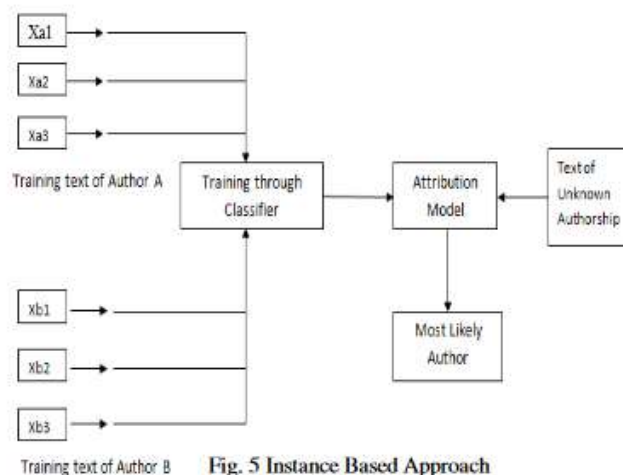 Xa1
Xa2
Xa3
Training text of Author A
Training through
Classifier
Attribution
Model
Text of
Unknown
Authorship
Xb1
Xb2
Xb3
Most Likely
Author
Training text of Author B
Fig. 5 Instance Based Approach